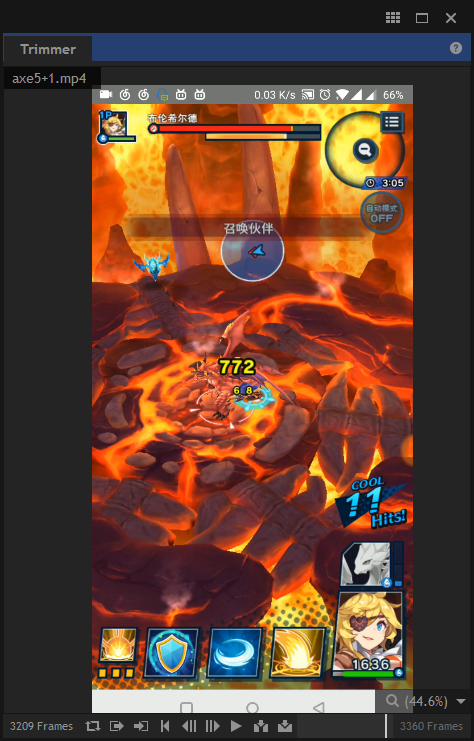 Trimmer
axe5+1.mp4
0.03 K/s
66%
1P
布伦希尔德
3:05
自动模式
OFF
召唤伙伴
772
68
COOL
11
Hits!
1636
(44.6%)
3209 Frames
3360 Frames